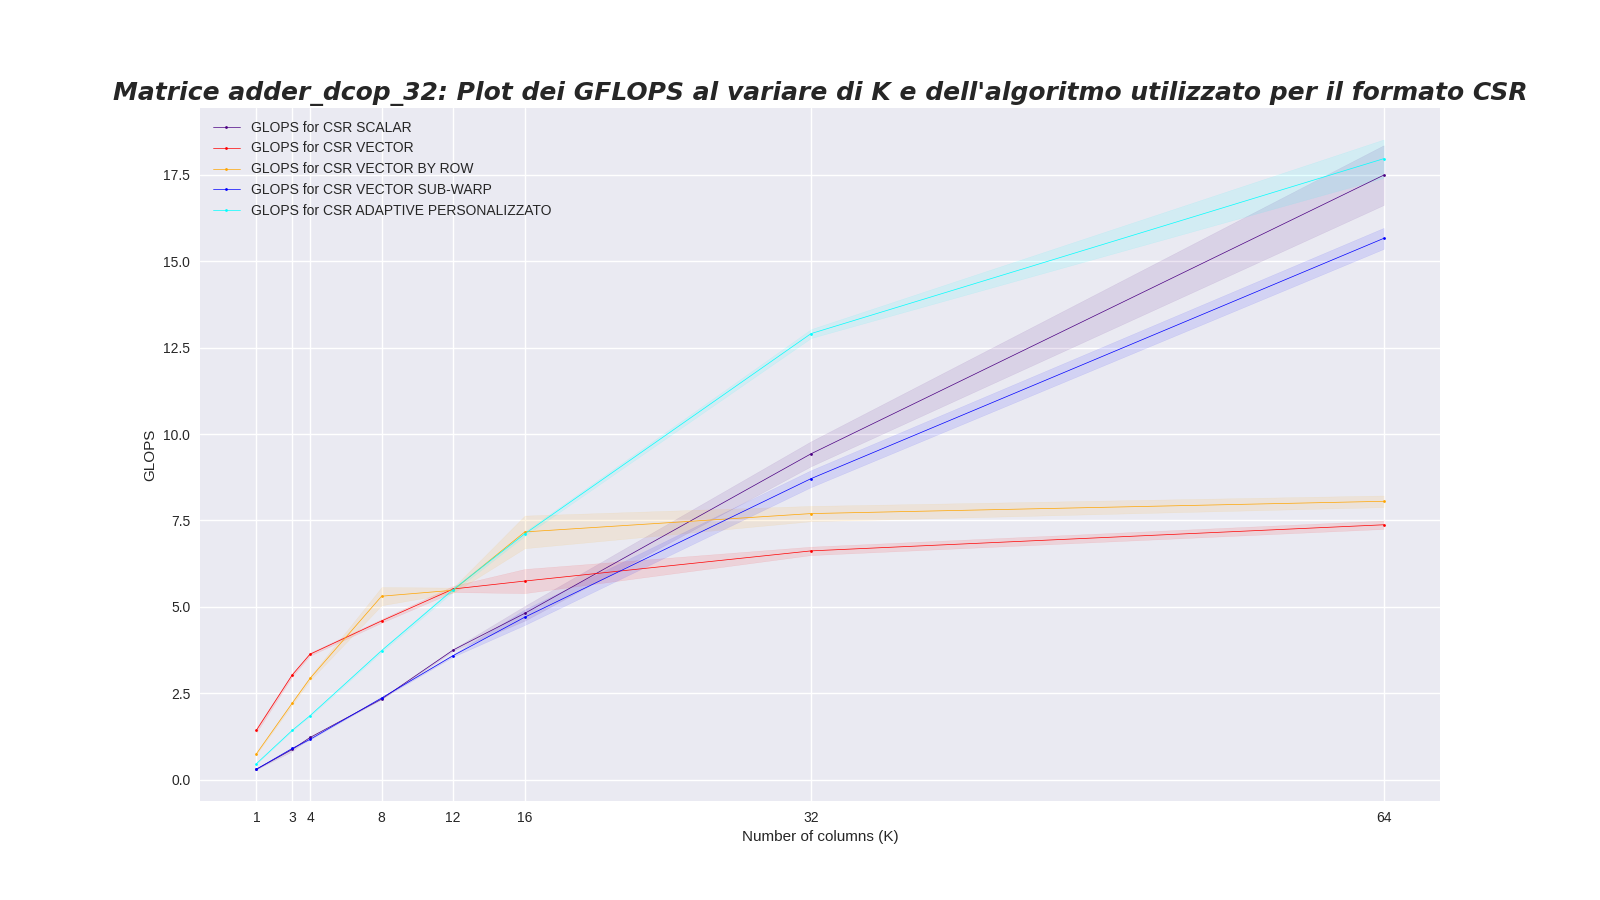 Matrice adder_dcop_32: Plot dei GFLOPS al variare di K e dell'algoritmo utilizzato per il formato CSR
GLOPS for CSR SCALAR
GLOPS for CSR VECTOR
GLOPS for CSR VECTOR BY ROW
GLOPS for CSR VECTOR SUB-WARP
GLOPS for CSR ADAPTIVE PERSONALIZZATO
17.5
15.0
12.5
10.0
7.5
5.0
2.5
0.0
GLOPS
1 3 4 8 12 16 32 64
Number of columns (K)